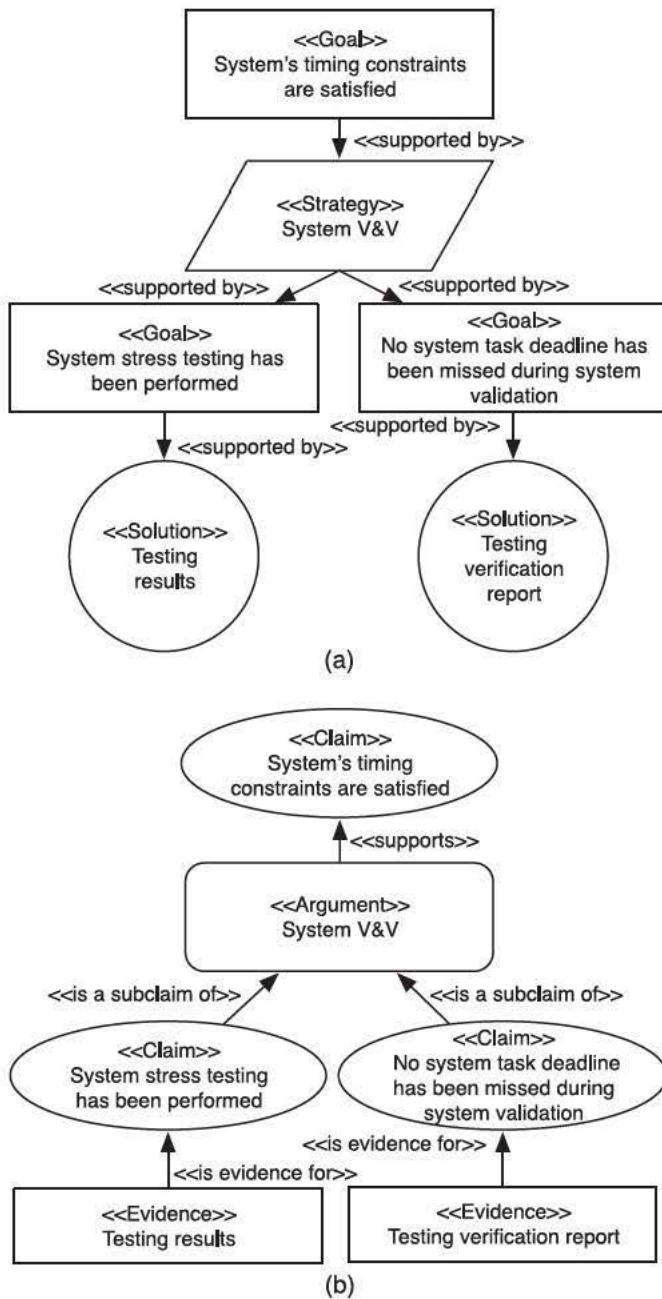 <<Goal>>
System's timing constraints
are satisfied
<<supported by>>
<<Strategy>>
System V&V
<<supported by>>
<<supported by>>
<<Goal>>
System stress testing has
been performed
<<Goal>>
No system task deadline has
been missed during system
validation
<<supported by>>
<<supported by>>
<<Solution>>
Testing
results
<<Solution>>
Testing
verification
report
(a)
<<Claim>>
System's timing
constraints are satisfied
<<supports>>
<<Argument>>
System V&V
<<is a subclaim of>>
<<is a subclaim of>>
<<Claim>>
System stress testing
has been performed
<<Claim>>
No system task deadline
has been missed during
system validation
<<is evidence for>>
<<is evidence for>>
<<Evidence>>
Testing results
<<Evidence>>
Testing verification report
(b)